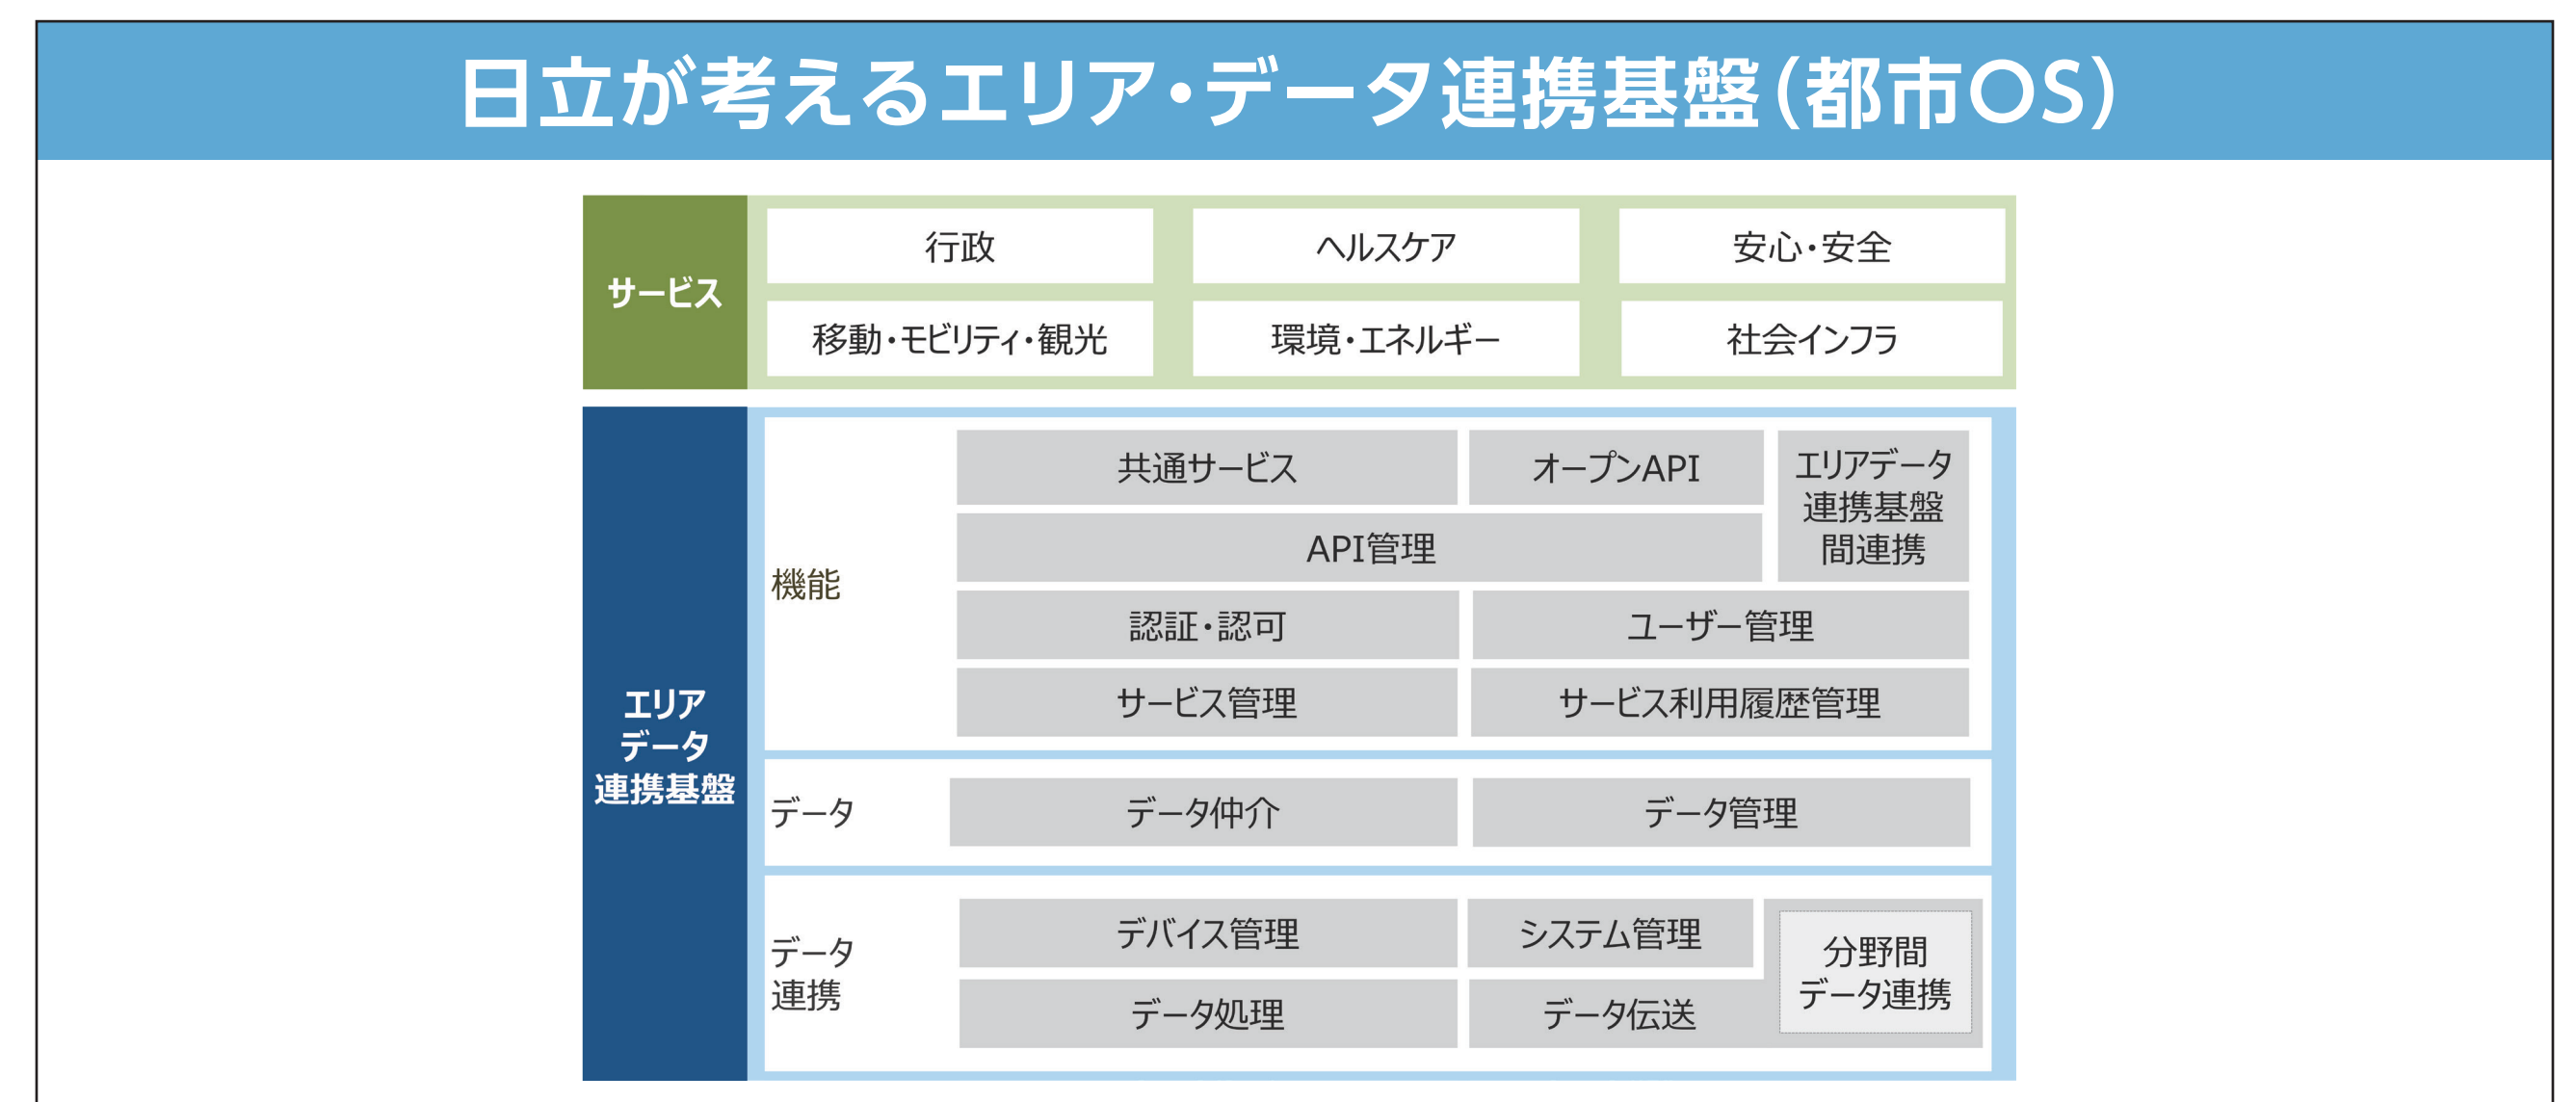 日立が考えるエリア・データ連携基盤(都市OS)
サービス
行政
ヘルスケア
安心・安全
移動・モビリティ・観光
環境・エネルギー
社会インフラ
エリア
データ
連携基盤
機能
共通サービス
オープンAPI
エリアデータ
連携基盤
間連携
API管理
認証・認可
ユーザー管理
サービス管理
サービス利用履歴管理
データ
データ仲介
データ管理
データ
連携
デバイス管理
システム管理
分野間
データ連携
データ処理
データ伝送